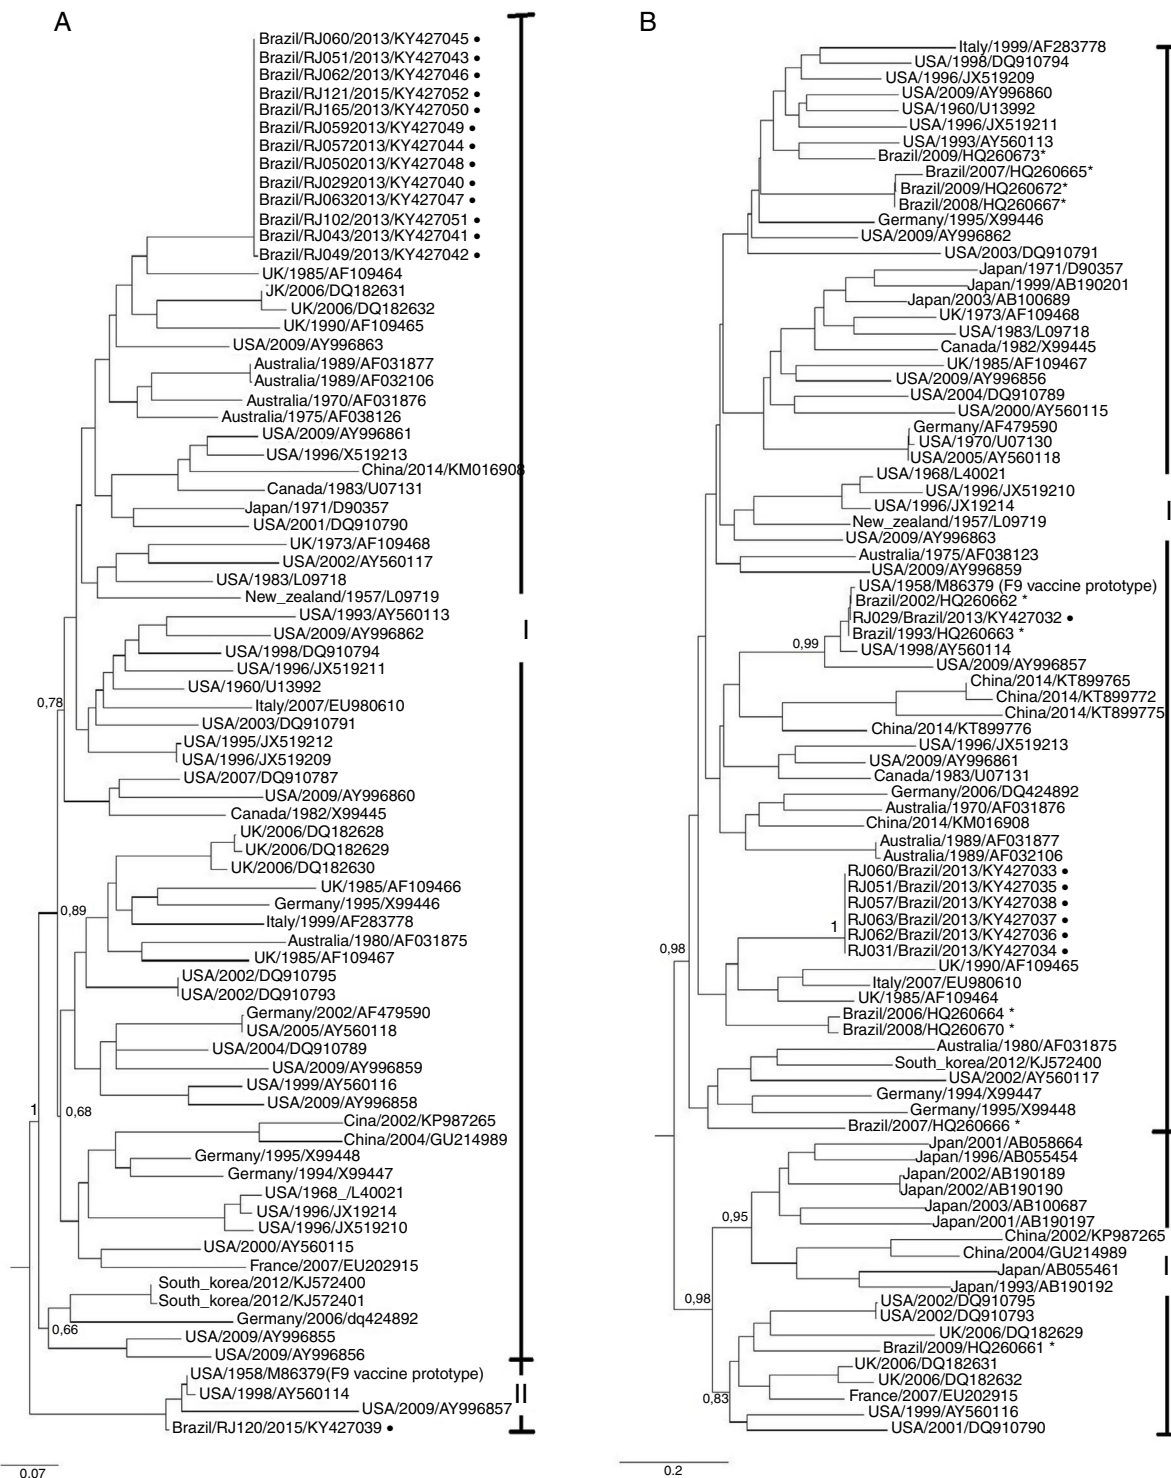 A
Brazil/RJ060/2013/KY427045 •
Brazil/RJ051/2013/KY427043 •
Brazil/RJ062/2013/KY427046 •
Brazil/RJ121/2015/KY427052 •
Brazil/RJ165/2013/KY427050 •
Brazil/RJ0592013/KY427049 •
Brazil/RJ0572013/KY427044 •
Brazil/RJ0502013/KY427048 •
Brazil/RJ0292013/KY427040 •
Brazil/RJ0632013/KY427047 •
Brazil/RJ102/2013/KY427051 •
Brazil/RJ043/2013/KY427041 •
Brazil/RJ049/2013/KY427042 •
UK/1985/AF109464
JK/2006/DQ182631
UK/2006/DQ182632
UK/1990/AF109465
USA/2009/AY996863
Australia/1989/AF031877
Australia/1989/AF032106
Australia/1970/AF031876
Australia/1975/AF038126
USA/2009/AY996861
USA/1996/X519213
China/2014/KM016908
Canada/1983/U07131
Japan/1971/D90357
USA/2001/DQ910790
UK/1973/AF109468
USA/2002/AY560117
USA/1983/L09718
New_zealand/1957/L09719
USA/1993/AY560113
I
USA/2009/AY996862
USA/1998/DQ910794
USA/1996/JX519211
USA/1960/U13992
0,78
Italy/2007/EU980610
USA/2003/DQ910791
USA/1995/JX519212
USA/1996/JX519209
USA/2007/DQ910787
USA/2009/AY996860
Canada/1982/X99445
UK/2006/DQ182628
UK/2006/DQ182629
UK/2006/DQ182630
UK/1985/AF109466
Germany/1995/X99446
0,89
Italy/1999/AF283778
Australia/1980/AF031875
UK/1985/AF109467
USA/2002/DQ910795
USA/2002/DQ910793
Germany/2002/AF479590
USA/2005/AY560118
USA/2004/DQ910789
USA/2009/AY996859
USA/1999/AY560116
USA/2009/AY996858
1
0,68
Cina/2002/KP987265
China/2004/GU214989
Germany/1995/X99448
Germany/1994/X99447
USA/1968_/L40021
USA/1996/JX19214
USA/1996/JX519210
USA/2000/AY560115
France/2007/EU202915
South_korea/2012/KJ572400
South_korea/2012/KJ572401
Germany/2006/dq424892
0,66
USA/2009/AY996855
USA/2009/AY996856
USA/1958/M86379(F9 vaccine prototype)
USA/1998/AY560114
II
USA/2009/AY996857
Brazil/RJ120/2015/KY427039 •
0.07
B
Italy/1999/AF283778
USA/1998/DQ910794
USA/1996/JX519209
USA/2009/AY996860
USA/1960/U13992
USA/1996/JX519211
USA/1993/AY560113
Brazil/2009/HQ260673*
Brazil/2007/HQ260665*
Brazil/2009/HQ260672*
Brazil/2008/HQ260667*
Germany/1995/X99446
USA/2009/AY996862
USA/2003/DQ910791
Japan/1971/D90357
Japan/1999/AB190201
Japan/2003/AB100689
UK/1973/AF109468
USA/1983/L09718
Canada/1982/X99445
UK/1985/AF109467
USA/2009/AY996856
USA/2004/DQ910789
USA/2000/AY560115
Germany/AF479590
USA/1970/U07130
USA/2005/AY560118
USA/1968/L40021
USA/1996/JX519210
USA/1996/JX19214
I
New_zealand/1957/L09719
USA/2009/AY996863
Australia/1975/AF038123
USA/2009/AY996859
USA/1958/M86379 (F9 vaccine prototype)
Brazil/2002/HQ260662 *
RJ029/Brazil/2013/KY427032 •
Brazil/1993/HQ260663 *
0,99
USA/1998/AY560114
USA/2009/AY996857
China/2014/KT899765
China/2014/KT899772
China/2014/KT899775
China/2014/KT899776
USA/1996/JX519213
USA/2009/AY996861
Canada/1983/U07131
Germany/2006/DQ424892
Australia/1970/AF031876
China/2014/KM016908
Australia/1989/AF031877
Australia/1989/AF032106
RJ060/Brazil/2013/KY427033 •
RJ051/Brazil/2013/KY427035 •
RJ057/Brazil/2013/KY427038 •
RJ063/Brazil/2013/KY427037 •
1
RJ062/Brazil/2013/KY427036 •
0,98
RJ031/Brazil/2013/KY427034 •
UK/1990/AF109465
Italy/2007/EU980610
UK/1985/AF109464
Brazil/2006/HQ260664 *
Brazil/2008/HQ260670 *
Australia/1980/AF031875
South_korea/2012/KJ572400
USA/2002/AY560117
Germany/1994/X99447
Germany/1995/X99448
Brazil/2007/HQ260666 *
Jpan/2001/AB058664
Japan/1996/AB055454
Japan/2002/AB190189
Japan/2002/AB190190
Japan/2003/AB100687
0,95
Japan/2001/AB190197
China/2002/KP987265
China/2004/GU214989
I
Japan/AB055461
Japan/1993/AB190192
0,98
USA/2002/DQ910795
USA/2002/DQ910793
UK/2006/DQ182629
Brazil/2009/HQ260661 *
UK/2006/DQ182631
UK/2006/DQ182632
0,83
France/2007/EU202915
USA/1999/AY560116
USA/2001/DQ910790
0.2